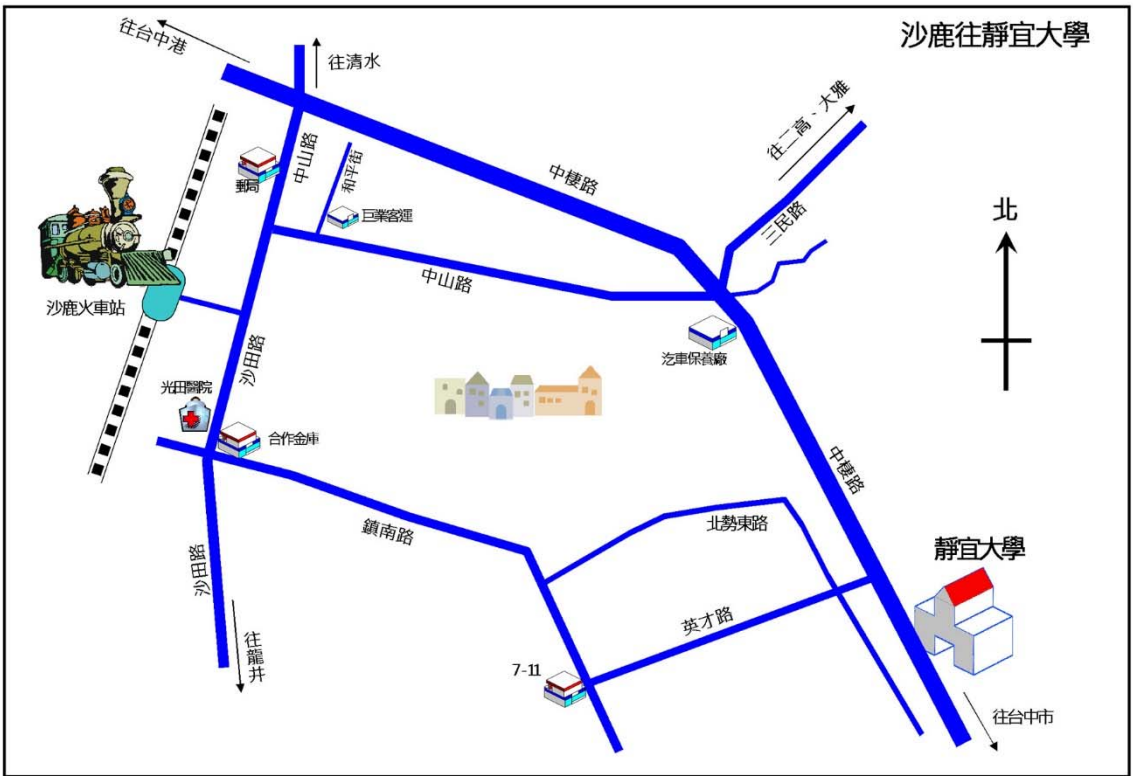 沙鹿往靜宜大學
往台中港
往清水
往二高、大雅
中山路
和平街
郵局
巨業客運
中棲路
三民路
北
中山路
沙鹿火車站
沙田路
汽車保養廠
光田醫院
合作金庫
中棲路
鎮南路
北勢東路
沙田路
靜宜大學
英才路
往龍井
7-11
往台中市